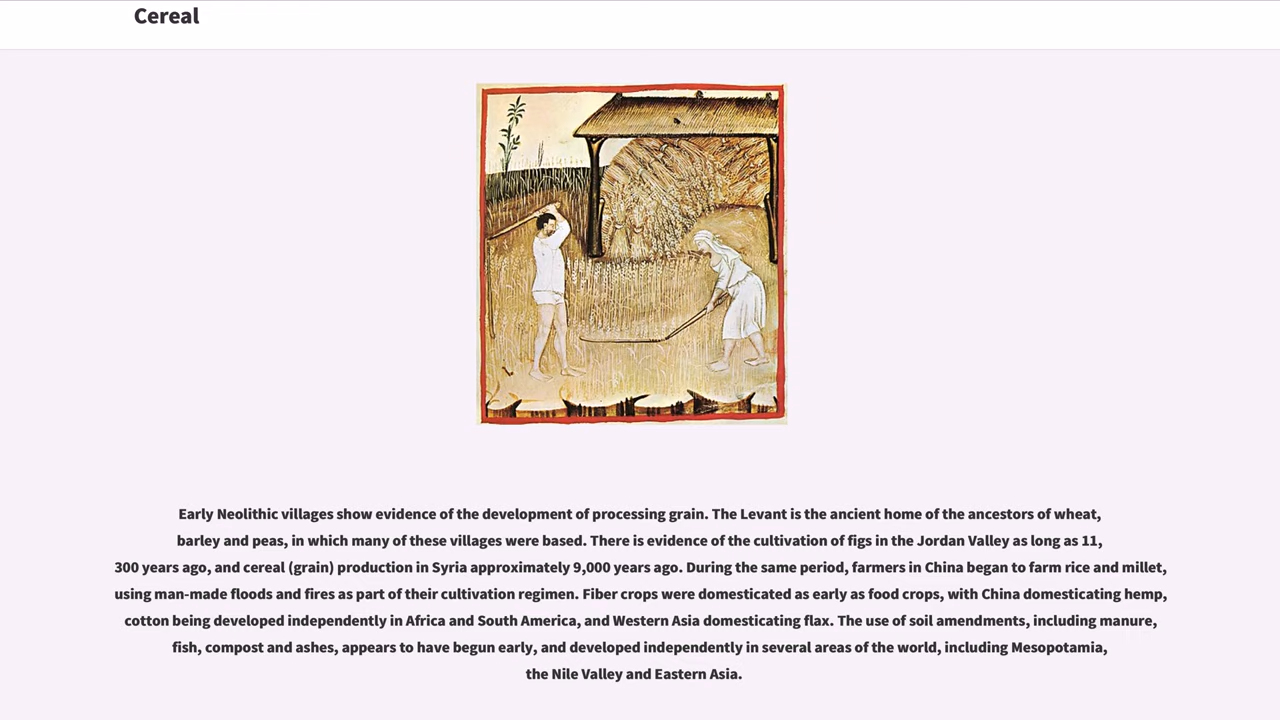 Cereal
Early Neolithic villages show evidence of the development of processing grain. The Levant is the ancient home of the ancestors of wheat,
barley and peas, in which many of these villages were based. There is evidence of the cultivation of figs in the Jordan Valley as long as 11,
300 years ago, and cereal (grain) production in Syria approximately 9,000 years ago. During the same period, farmers in China began to farm rice and millet,
using man-made floods and fires as part of their cultivation regimen. Fiber crops were domesticated as early as food crops, with China domesticating hemp,
cotton being developed independently in Africa and South America, and Western Asia domesticating flax. The use of soil amendments, including manure,
fish, compost and ashes, appears to have begun early, and developed independently in several areas of the world, including Mesopotamia,
the Nile Valley and Eastern Asia.